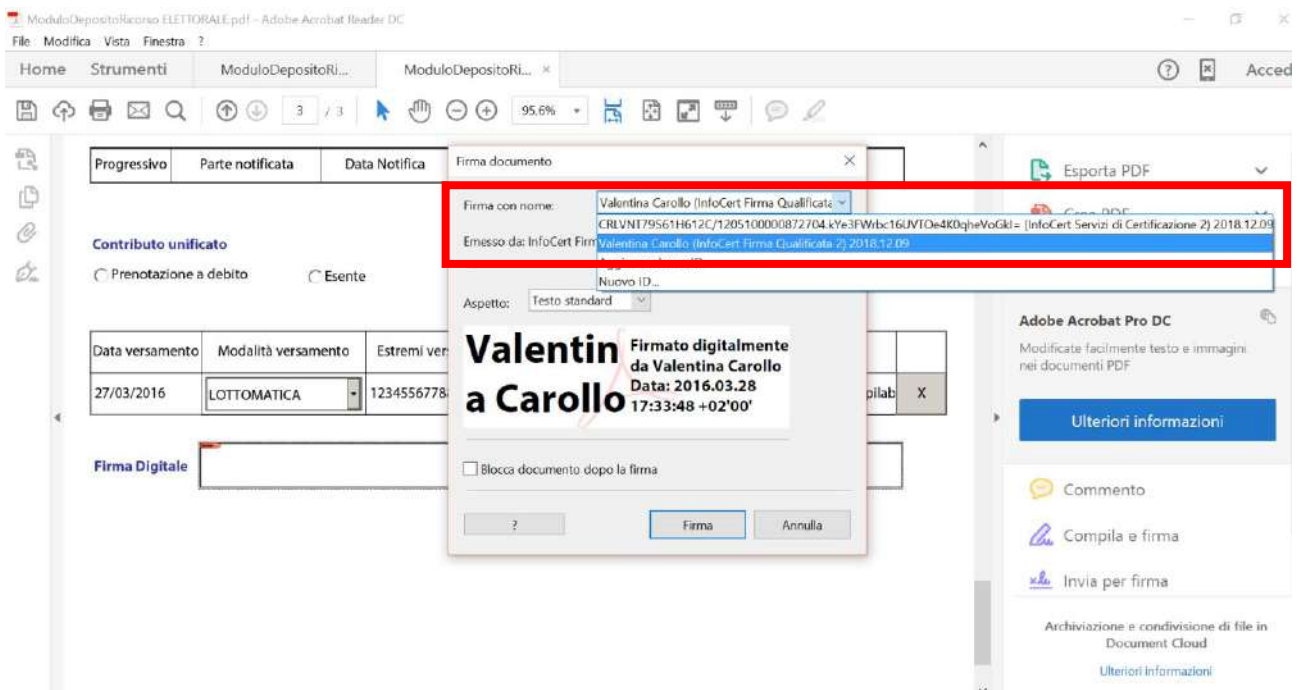 ModuloDepositoRicorso ELETTORALE.pdf - Adobe Acrobat Reader DC
File Modifica Vista Finestra ?
Home Strumenti ModuloDepositoRi... ModuloDepositoRi... × ? Acced
3 / 3 95,6%
Progressivo Parte notificata Data Notifica
Contributo unificato
Prenotazione a debito Esente
Data versamento Modalità versamento Estremi ver
27/03/2016 LOTTOMATICA 1234556778 pilab X
Firma Digitale
Firma documento
Firma con nome: Valentina Carollo (InfoCert Firma Qualificata
CRLVNT79S61H612C/1205100000872704.kYe3FWrbc16UVTOe4K0qheVoGkI= (InfoCert Servizi di Certificazione 2) 2018.12.09
Emesso da: InfoCert Firm
Valentina Carollo (InfoCert Firma Qualificata 2) 2018.12.09
Nuovo ID...
Aspetto: Testo standard
Valentin
a Carollo
Firmato digitalmente
da Valentina Carollo
Data: 2016.03.28
17:33:48 +02'00'
Blocca documento dopo la firma
? Firma Annulla
Esporta PDF
Adobe Acrobat Pro DC
Modificate facilmente testo e immagini
nei documenti PDF
Ulteriori informazioni
Commento
Compila e firma
Invia per firma
Archiviazione e condivisione di file in
Document Cloud
Ulteriori informazioni